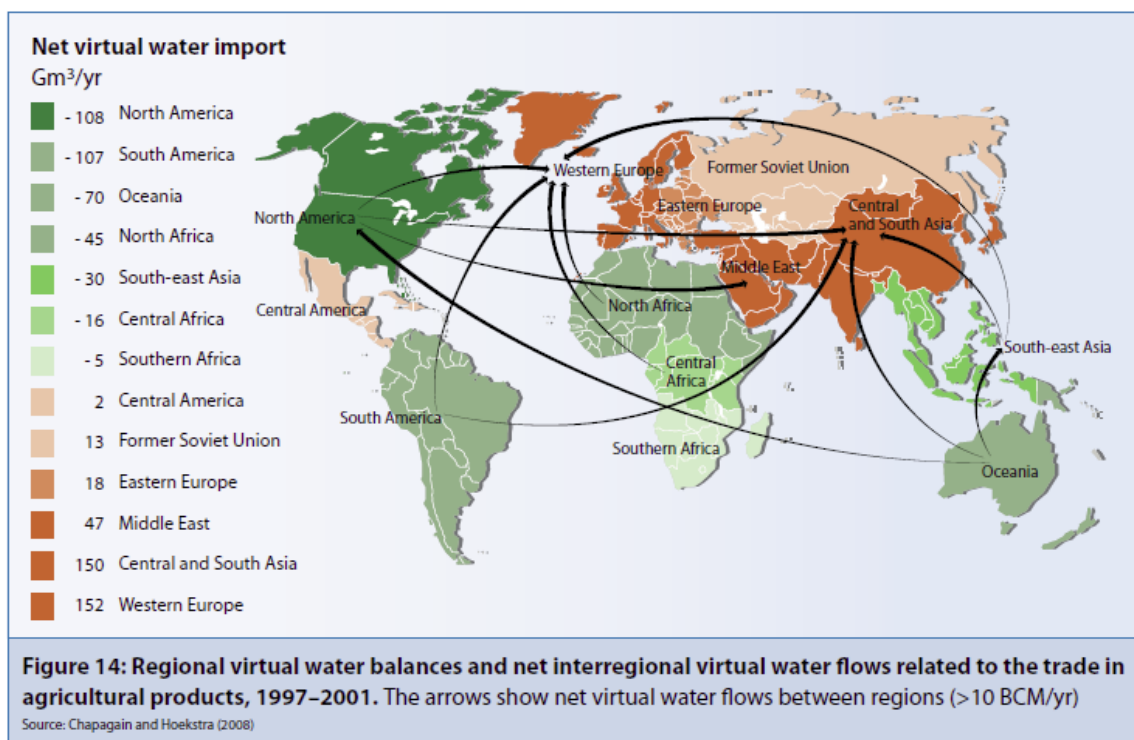 Net virtual water import
Gm³/yr
- 108 North America
- 107 South America
- 70 Oceania
- 45 North Africa
- 30 South-east Asia
- 16 Central Africa
- 5 Southern Africa
2 Central America
13 Former Soviet Union
18 Eastern Europe
47 Middle East
150 Central and South Asia
152 Western Europe
Western Europe
Former Soviet Union
Eastern Europe
Central
and South Asia
North America
Middle East
Central America
North Africa
South-east Asia
Central
Africa
South America
Southern Africa
Oceania
Figure 14: Regional virtual water balances and net interregional virtual water flows related to the trade in
agricultural products, 1997–2001. The arrows show net virtual water flows between regions (>10 BCM/yr)
Source: Chapagain and Hoekstra (2008)